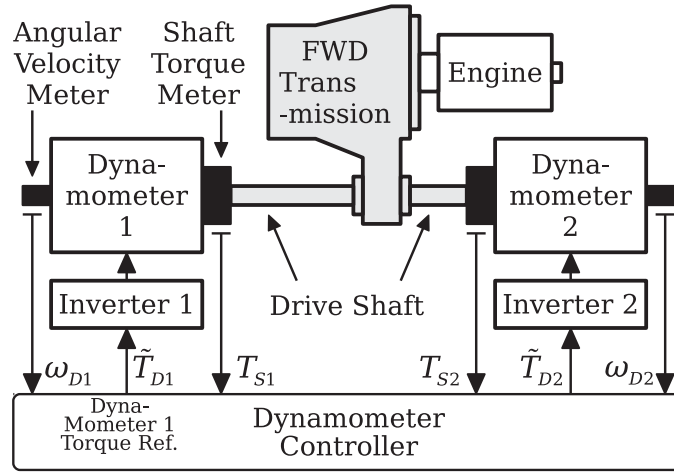 Angular
Velocity
Meter
Shaft
Torque
Meter
FWD
Trans
-mission
Engine
Dyna-
mometer
1
Dyna-
mometer
2
Inverter 1
Drive Shaft
Inverter 2
ω_{D1}
T̃_{D1}
T_{S1}
T_{S2}
T̃_{D2}
ω_{D2}
Dyna-
Mometer 1
Torque Ref.
Dynamometer
Controller